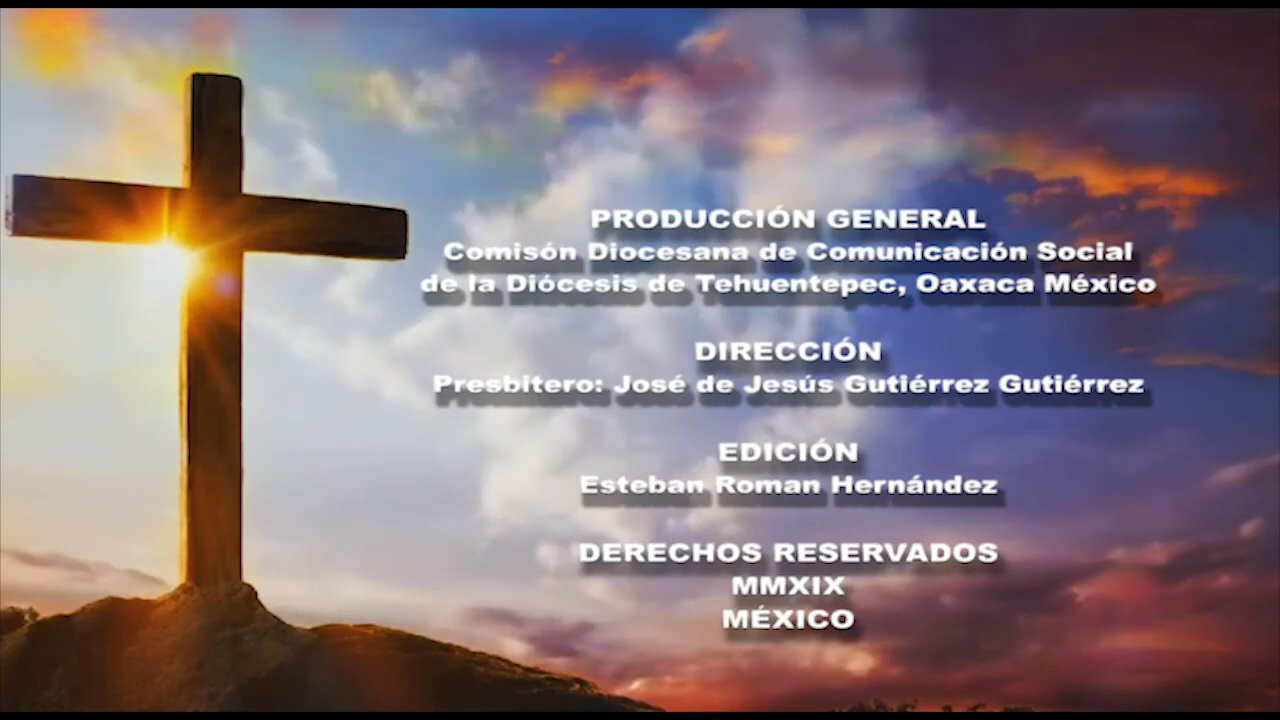 PRODUCCIÓN GENERAL
Comisón Diocesana de Comunicación Social
de la Diócesis de Tehuentepec, Oaxaca México
DIRECCIÓN
Presbitero: José de Jesús Gutiérrez Gutiérrez
EDICIÓN
Esteban Roman Hernández
DERECHOS RESERVADOS
MMXIX
MÉXICO